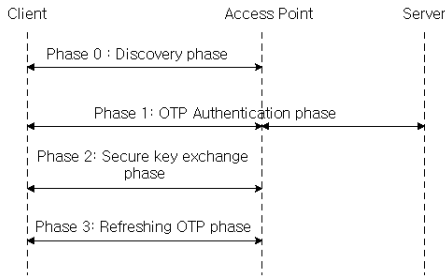 Client Access Point Server
Phase 0 : Discovery phase
Phase 1: OTP Authentication phase
Phase 2: Secure key exchange
phase
Phase 3: Refreshing OTP phase